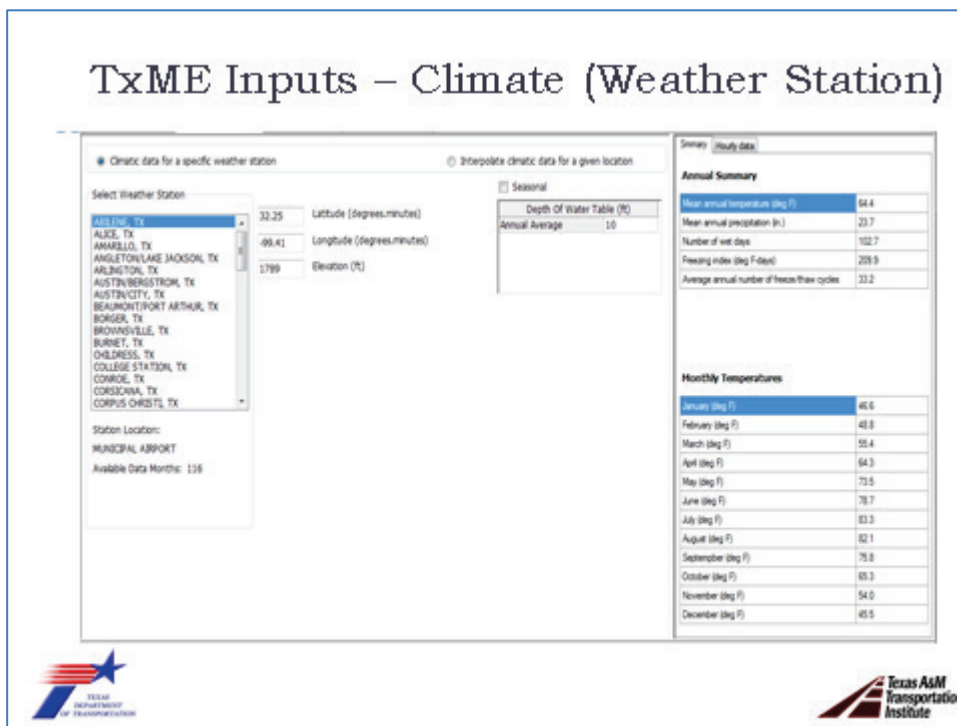 TxME Inputs – Climate (Weather Station)
Climatic data for a specific weather station
Interpolate climatic data for a given location
Select Weather Station
ABILENE, TX
ALICE, TX
AMARILLO, TX
ANGLETON/LAKE JACKSON, TX
ARLINGTON, TX
AUSTIN/BERGSTROM, TX
AUSTIN/CITY, TX
BEAUMONT/PORT ARTHUR, TX
BORGER, TX
BROWNSVILLE, TX
BURNET, TX
CHILDRESS, TX
COLLEGE STATION, TX
CONROE, TX
CORSICANA, TX
CORPUS CHRISTI, TX
Station Location:
MUNICIPAL AIRPORT
Available Data Months: 116
32.25 Latitude (degrees.minutes)
-99.41 Longitude (degrees.minutes)
1789 Elevation (ft)
Seasonal
Depth Of Water Table (ft)
Annual Average 10
Summary Hourly data
Annual Summary
Mean annual temperature (deg F) 64.4
Mean annual precipitation (in.) 23.7
Number of wet days 102.7
Freezing index (deg F-days) 209.9
Average annual number of freeze/thaw cycles 33.2
Monthly Temperatures
January (deg F) 46.6
February (deg F) 48.8
March (deg F) 55.4
April (deg F) 64.3
May (deg F) 73.5
June (deg F) 78.7
July (deg F) 83.3
August (deg F) 82.1
September (deg F) 75.8
October (deg F) 65.3
November (deg F) 54.0
December (deg F) 45.5
TEXAS
DEPARTMENT
OF TRANSPORTATION
Texas A&M
Transportation
Institute